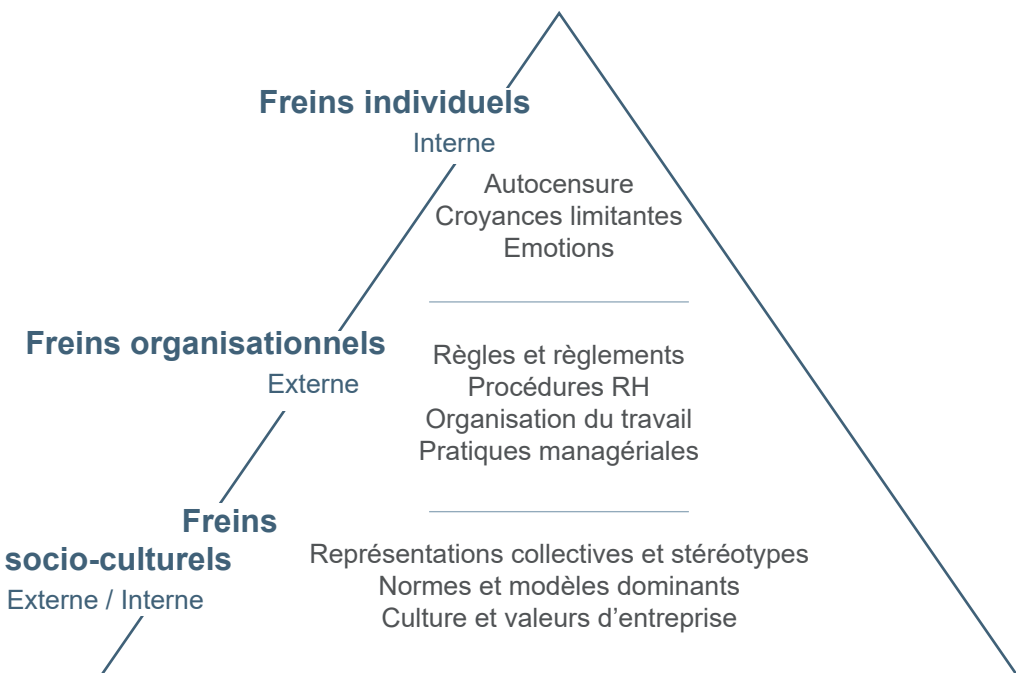 Freins individuels
Interne
Autocensure
Croyances limitantes
Emotions
Freins organisationnels
Externe
Règles et règlements
Procédures RH
Organisation du travail
Pratiques managériales
Freins
socio-culturels
Externe / Interne
Représentations collectives et stéréotypes
Normes et modèles dominants
Culture et valeurs d’entreprise